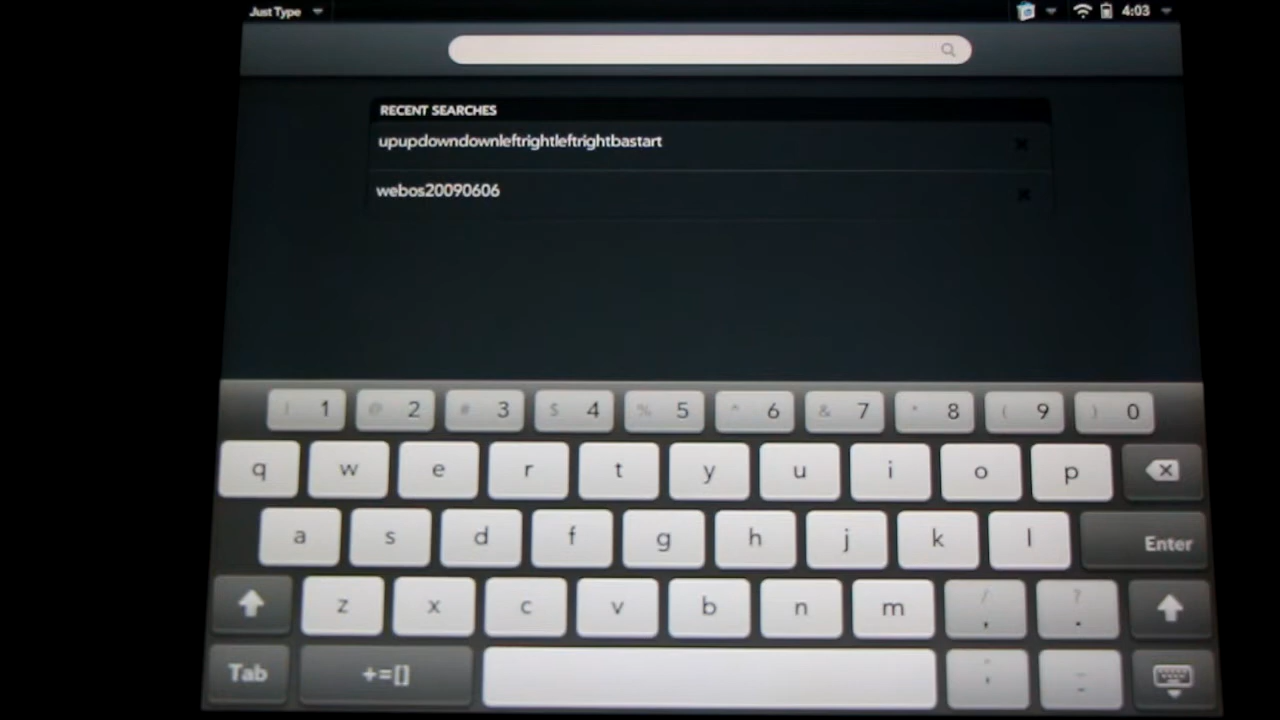 Just Type 4:03
RECENT SEARCHES
upupdowndownleftrightleftrightbastart
webos20090606
! 1 @ 2 # 3 $ 4 % 5 ^ 6 & 7 * 8 ( 9 ) 0
q w e r t y u i o p
a s d f g h j k l Enter
z x c v b n m / , ? .
Tab +=[]